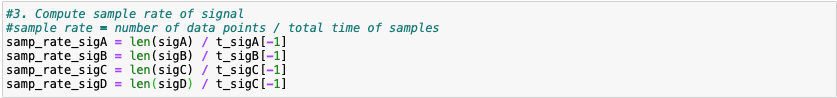 #3. Compute sample rate of signal
#sample rate = number of data points / total time of samples
samp_rate_sigA = len(sigA) / t_sigA[-1]
samp_rate_sigB = len(sigB) / t_sigB[-1]
samp_rate_sigC = len(sigC) / t_sigC[-1]
samp_rate_sigD = len(sigD) / t_sigC[-1]